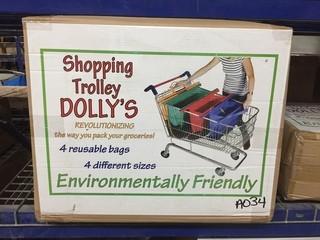 Shopping
Trolley
DOLLY'S
REVOLUTIONIZING
the way you pack your groceries!
4 reusable bags
4 different sizes
Environmentally Friendly
A034